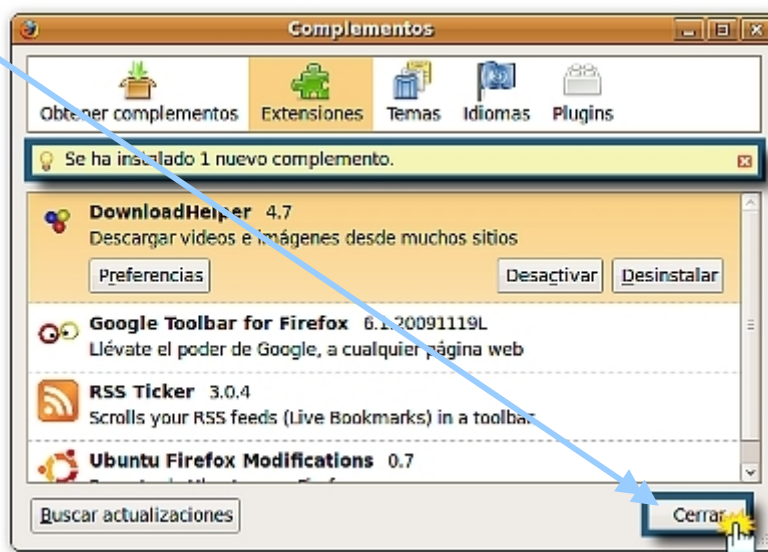 Complementos
Obtener complementos Extensiones Temas Idiomas Plugins
Se ha instalado 1 nuevo complemento.
DownloadHelper 4.7
Descargar videos e imágenes desde muchos sitios
Preferencias Desactivar Desinstalar
Google Toolbar for Firefox 6.1.20091119L
Llévate el poder de Google, a cualquier página web
RSS Ticker 3.0.4
Scrolls your RSS feeds (Live Bookmarks) in a toolbar
Ubuntu Firefox Modifications 0.7
Buscar actualizaciones Cerrar